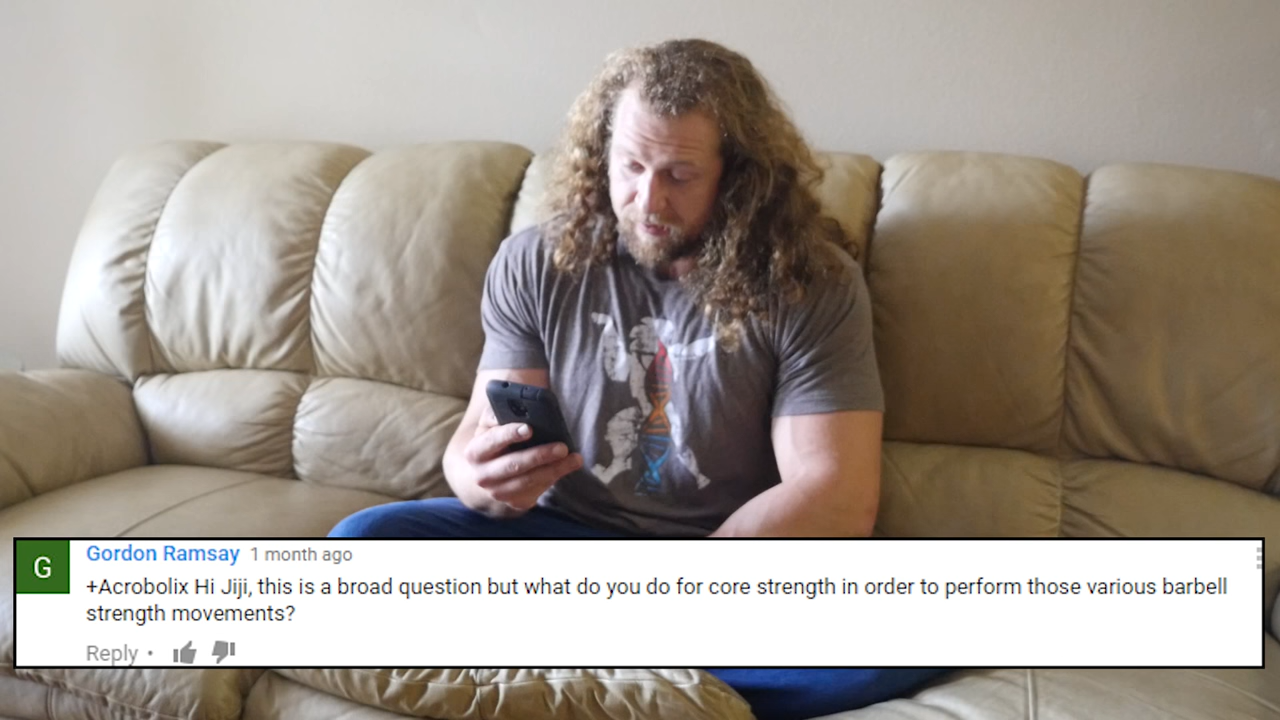 G
Gordon Ramsay 1 month ago
+Acrobolix Hi Jiji, this is a broad question but what do you do for core strength in order to perform those various barbell
strength movements?
Reply •